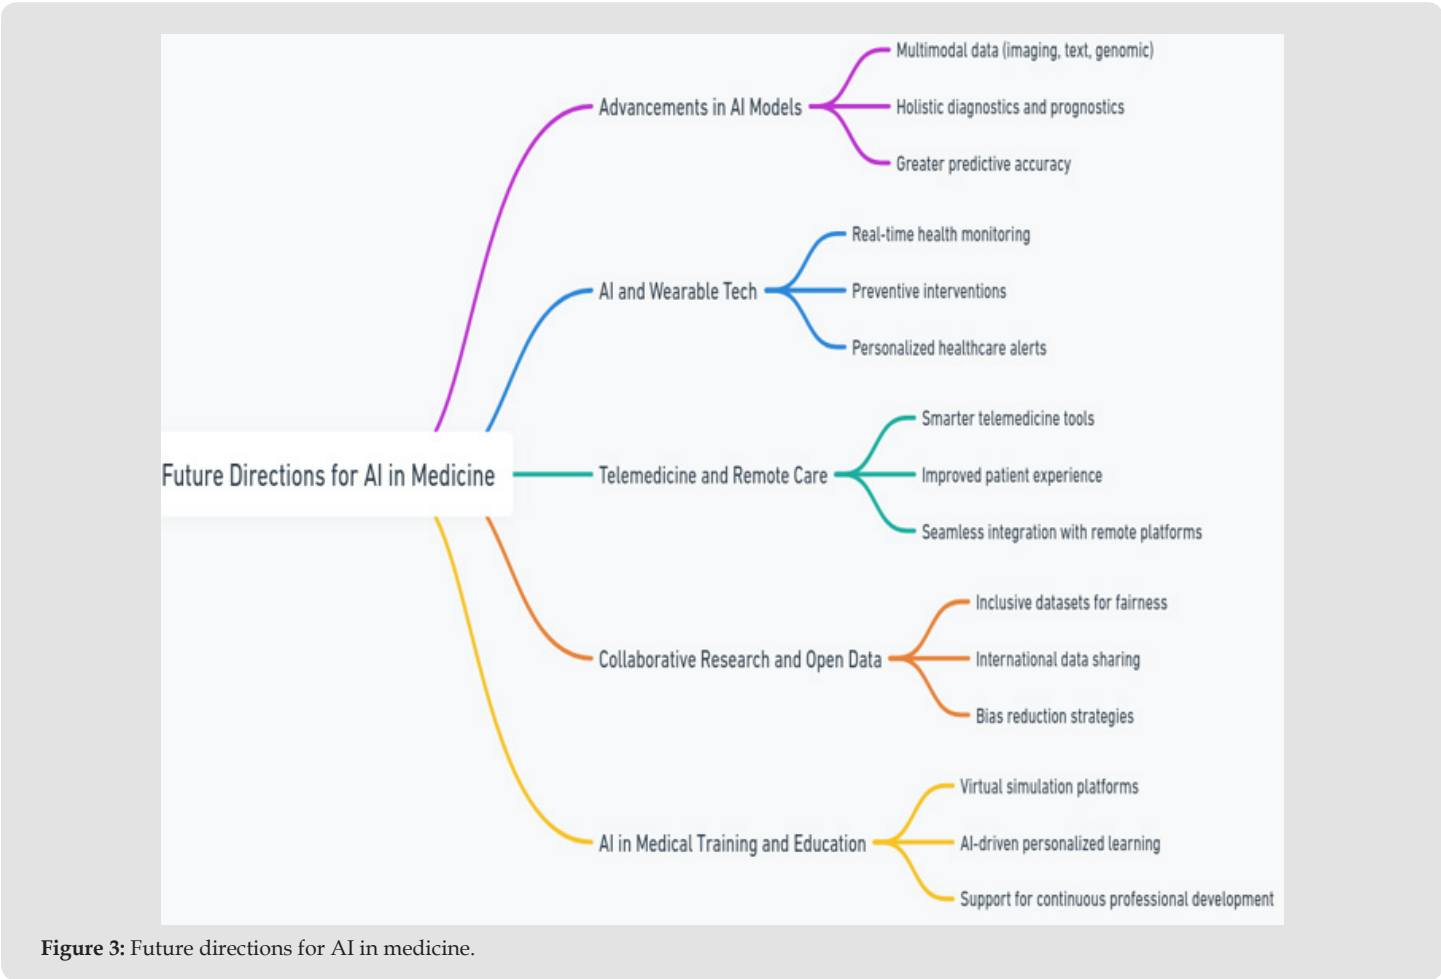 Future Directions for AI in Medicine
Advancements in AI Models
Multimodal data (imaging, text, genomic)
Holistic diagnostics and prognostics
Greater predictive accuracy
AI and Wearable Tech
Real-time health monitoring
Preventive interventions
Personalized healthcare alerts
Telemedicine and Remote Care
Smarter telemedicine tools
Improved patient experience
Seamless integration with remote platforms
Collaborative Research and Open Data
Inclusive datasets for fairness
International data sharing
Bias reduction strategies
AI in Medical Training and Education
Virtual simulation platforms
AI-driven personalized learning
Support for continuous professional development
Figure 3: Future directions for AI in medicine.